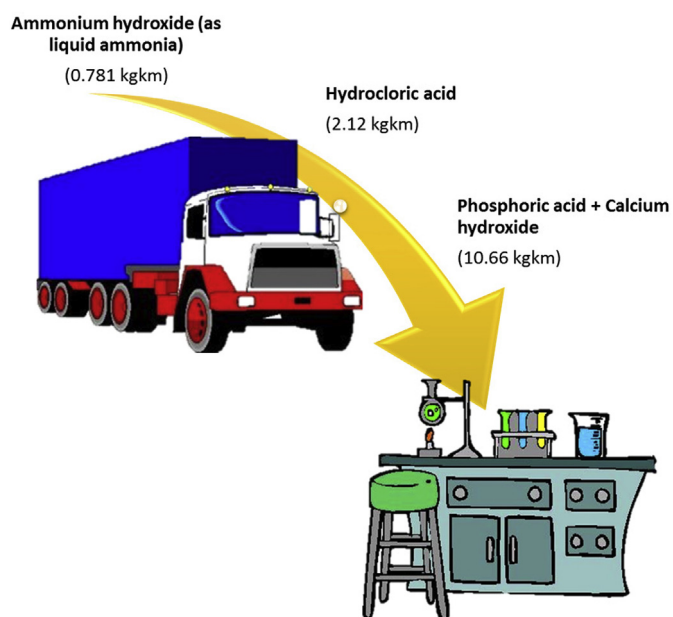 Ammonium hydroxide (as
liquid ammonia)
(0.781 kgkm)
Hydrocloric acid
(2.12 kgkm)
Phosphoric acid + Calcium
hydroxide
(10.66 kgkm)